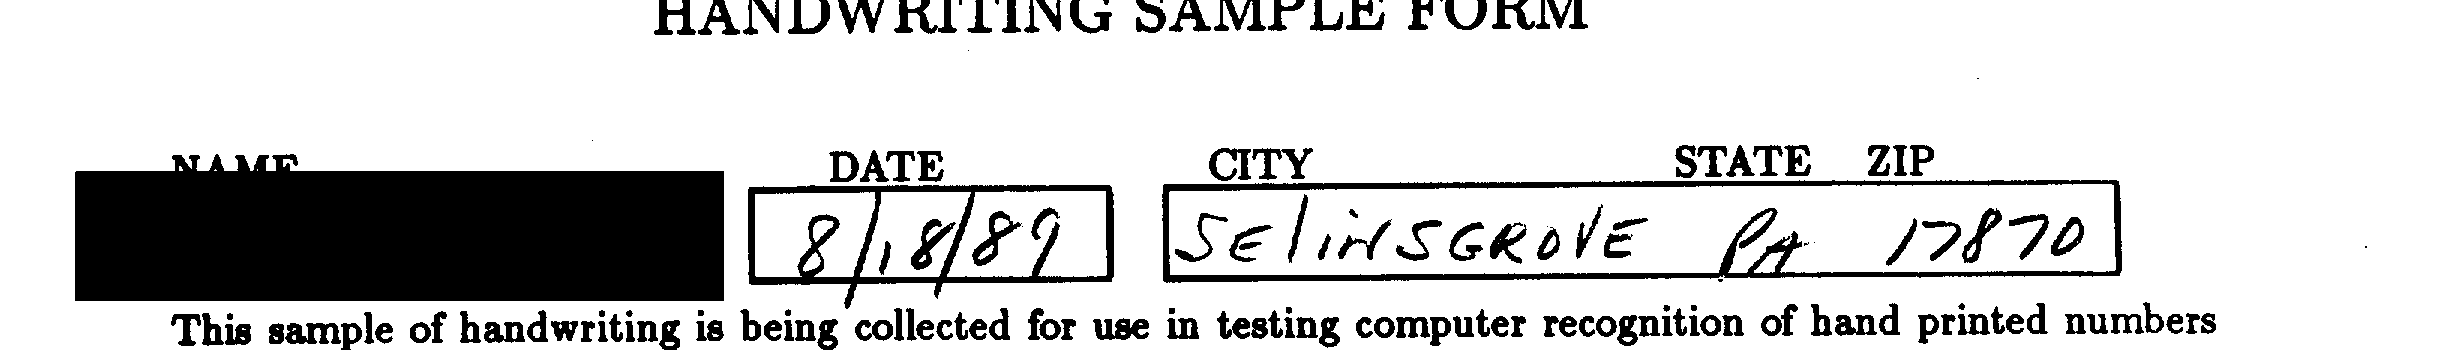 HANDWRITING SAMPLE FORM
NAME DATE CITY STATE ZIP
8/18/89 SElinSGROVE PA 17870
This sample of handwriting is being collected for use in testing computer recognition of hand printed numbers